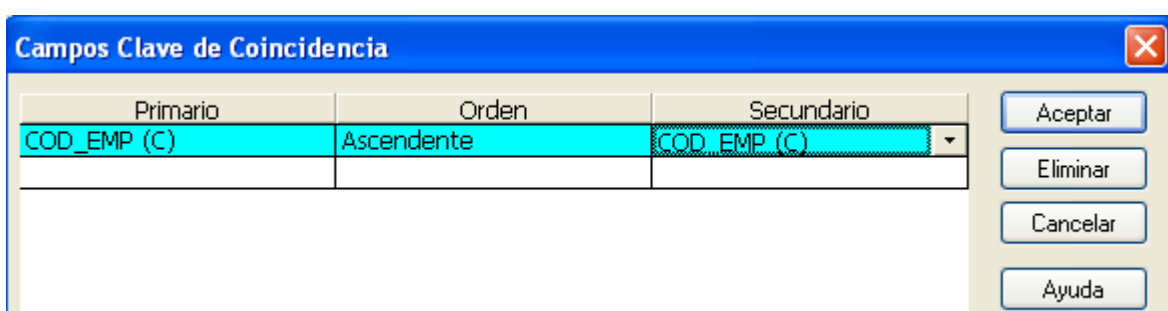 Campos Clave de Coincidencia
Primario Orden Secundario
COD_EMP (C) Ascendente COD_EMP (C)
Aceptar
Eliminar
Cancelar
Ayuda